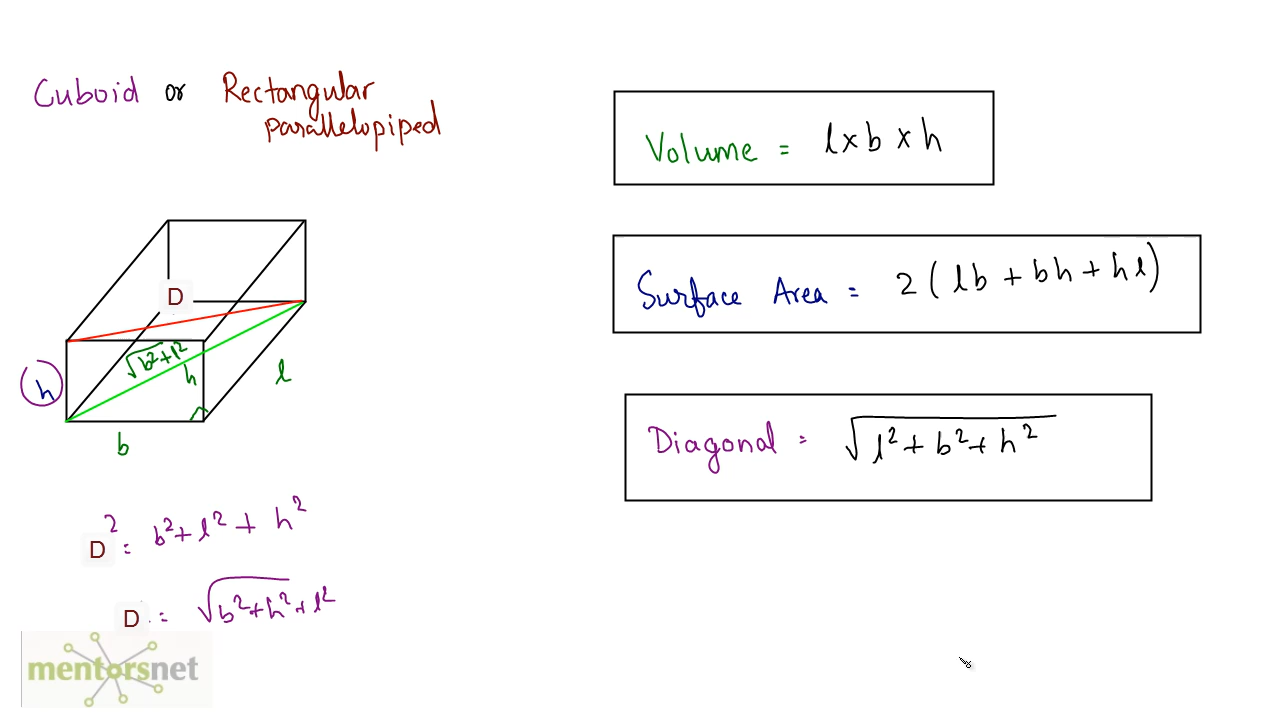 Cuboid or Rectangular
parallelopiped
Volume = l × b × h
Surface Area = 2 ( lb + bh + hl )
D
√b²+l²
h
h
l
b
Diagonal = √l² + b² + h²
D² = b² + l² + h²
D = √b² + h² + l²
mentorsnet